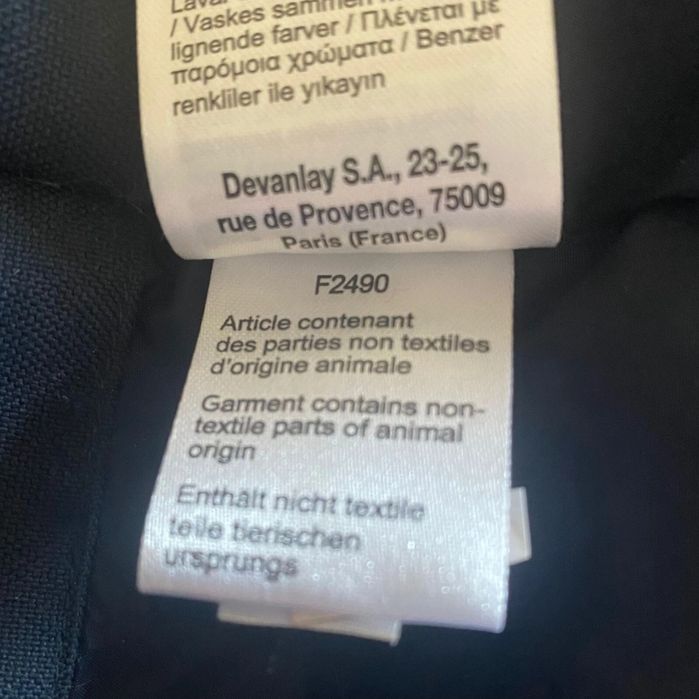 / Vaskes sammen m
lignende farver / Πλένεται με
παρόμοια χρώματα / Benzer
renkliler ile yıkayın
Devanlay S.A., 23-25,
rue de Provence, 75009
Paris (France)
F2490
Article contenant
des parties non textiles
d'origine animale
Garment contains non-
textile parts of animal
origin
Enthält nicht textile
teile tierischen
ursprungs